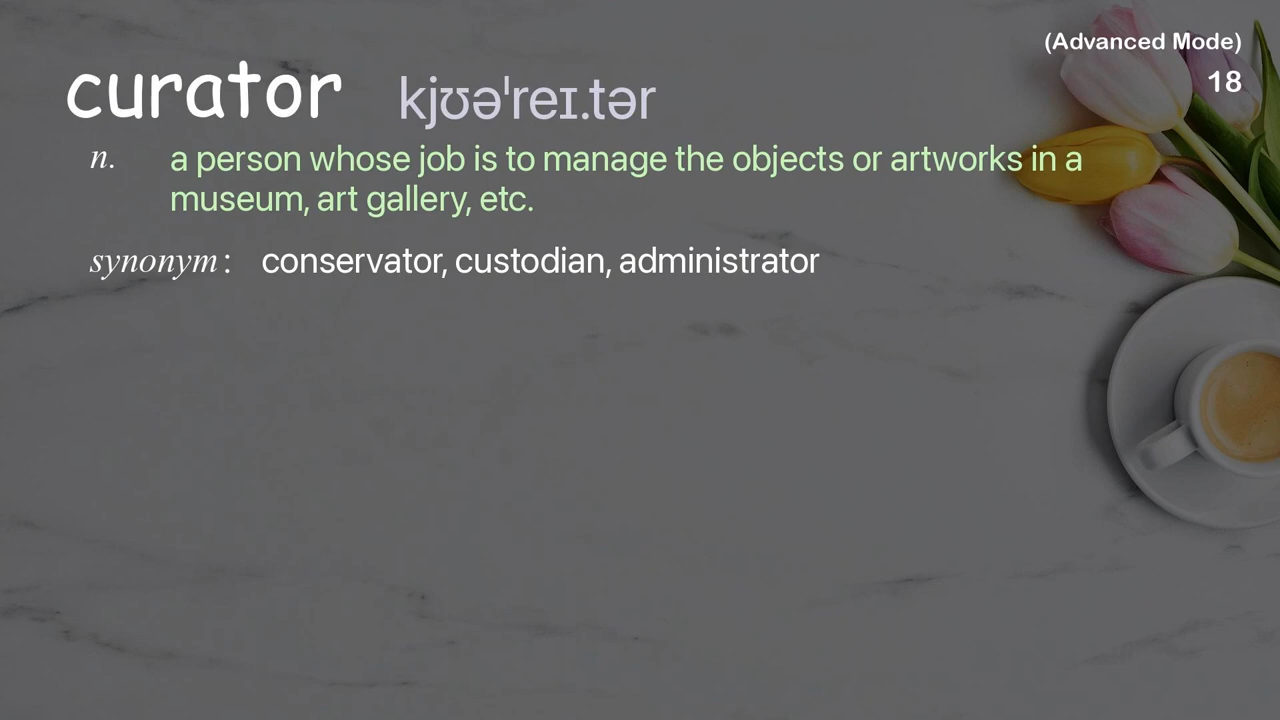 (Advanced Mode)
18
curator kjʊəˈreɪ.tər
n. a person whose job is to manage the objects or artworks in a
museum, art gallery, etc.
synonym: conservator, custodian, administrator